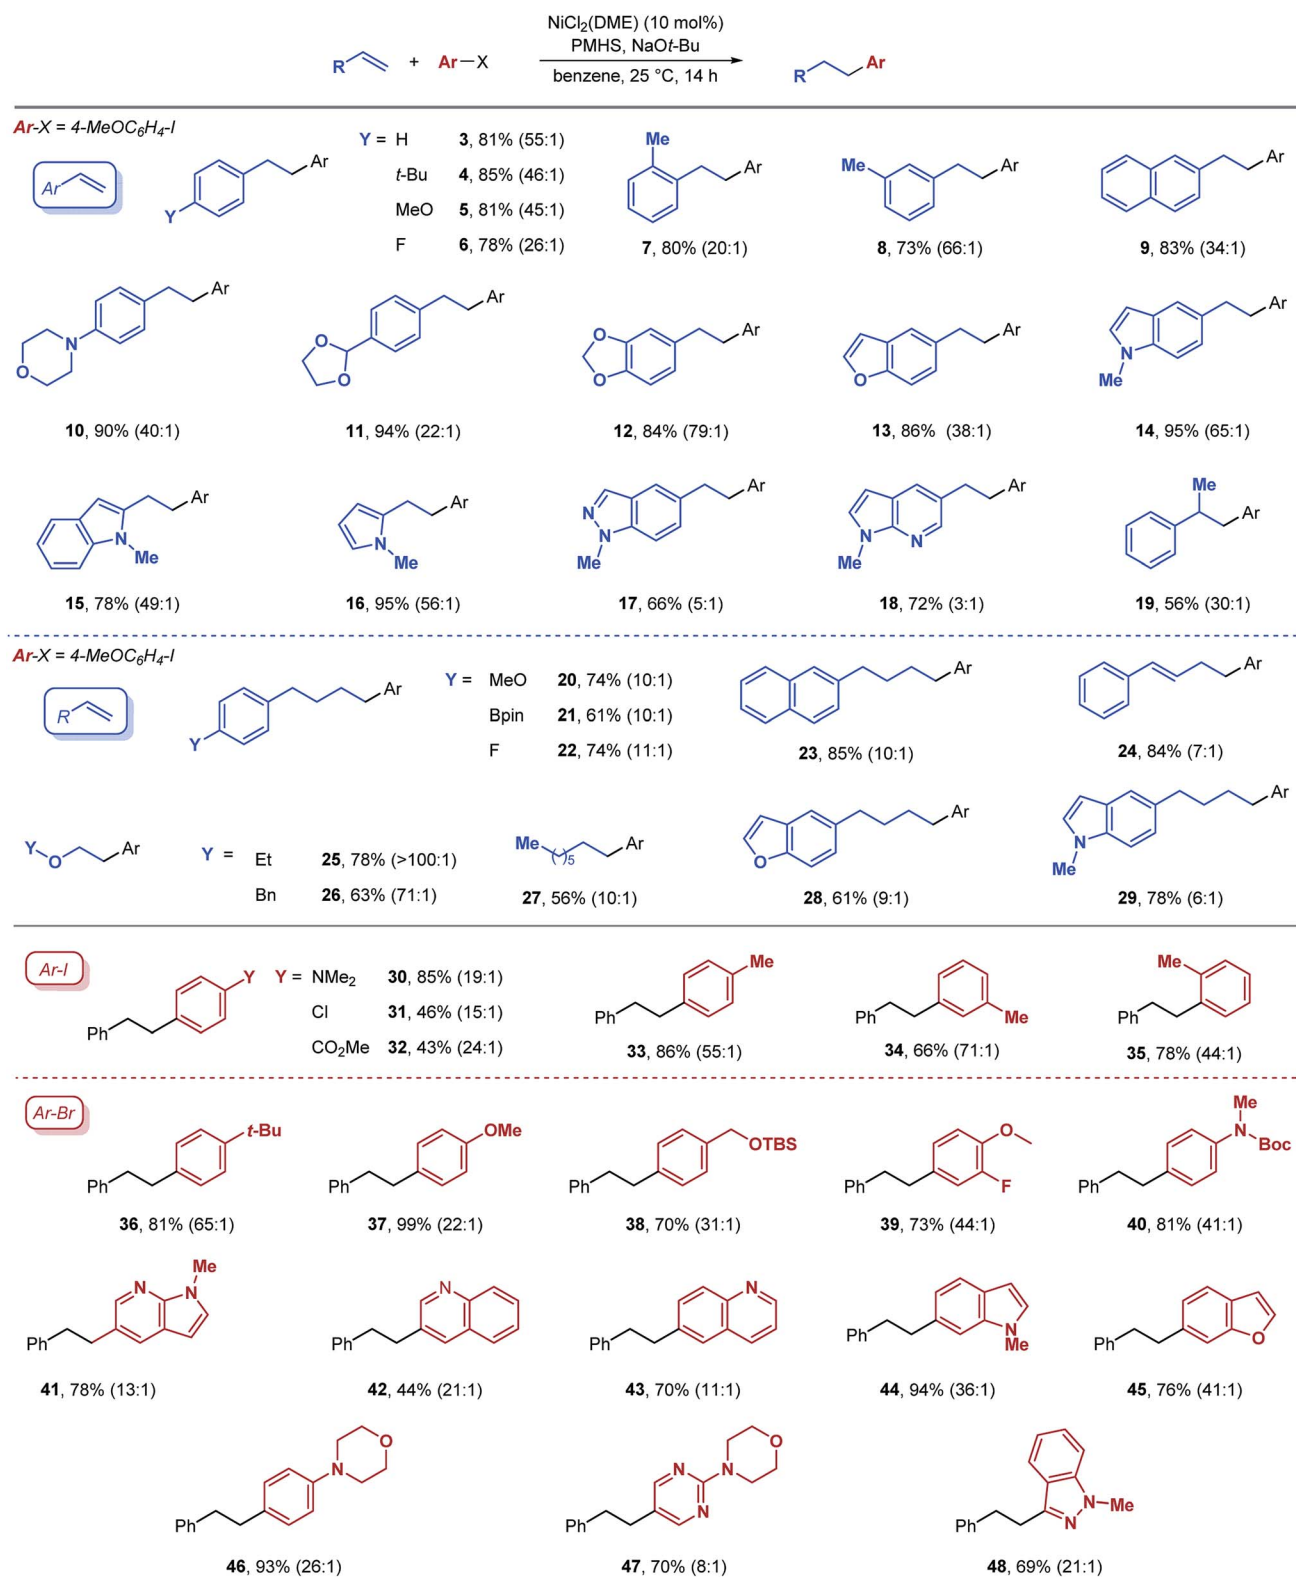 NiCl2(DME) (10 mol%)
PMHS, NaOt-Bu
R + Ar—X R Ar
benzene, 25 °C, 14 h
Ar-X = 4-MeOC6H4-I
Ar
Y Ar
Y = H 3, 81% (55:1)
t-Bu 4, 85% (46:1)
MeO 5, 81% (45:1)
F 6, 78% (26:1)
Me Ar
7, 80% (20:1)
Me Ar
8, 73% (66:1)
Ar
9, 83% (34:1)
O N Ar
10, 90% (40:1)
O O Ar
11, 94% (22:1)
O O Ar
12, 84% (79:1)
O Ar
13, 86% (38:1)
N Me Ar
14, 95% (65:1)
N Me Ar
15, 78% (49:1)
N Me Ar
16, 95% (56:1)
N N Me Ar
17, 66% (5:1)
N Me N Ar
18, 72% (3:1)
Me Ar
19, 56% (30:1)
Ar-X = 4-MeOC6H4-I
R
Y Ar
Y = MeO 20, 74% (10:1)
Bpin 21, 61% (10:1)
F 22, 74% (11:1)
Ar
23, 85% (10:1)
Ar
24, 84% (7:1)
Y O Ar
Y = Et 25, 78% (>100:1)
Bn 26, 63% (71:1)
Me ( )5 Ar
27, 56% (10:1)
O Ar
28, 61% (9:1)
N Me Ar
29, 78% (6:1)
Ar-I
Ph Y
Y = NMe2 30, 85% (19:1)
Cl 31, 46% (15:1)
CO2Me 32, 43% (24:1)
Ph Me
33, 86% (55:1)
Ph Me
34, 66% (71:1)
Ph Me
35, 78% (44:1)
Ar-Br
Ph t-Bu
36, 81% (65:1)
Ph OMe
37, 99% (22:1)
Ph OTBS
38, 70% (31:1)
Ph O F
39, 73% (44:1)
Ph Me N Boc
40, 81% (41:1)
Ph N N Me
41, 78% (13:1)
Ph N
42, 44% (21:1)
Ph N
43, 70% (11:1)
Ph N Me
44, 94% (36:1)
Ph O
45, 76% (41:1)
Ph N O
46, 93% (26:1)
Ph N N N O
47, 70% (8:1)
Ph N N Me
48, 69% (21:1)